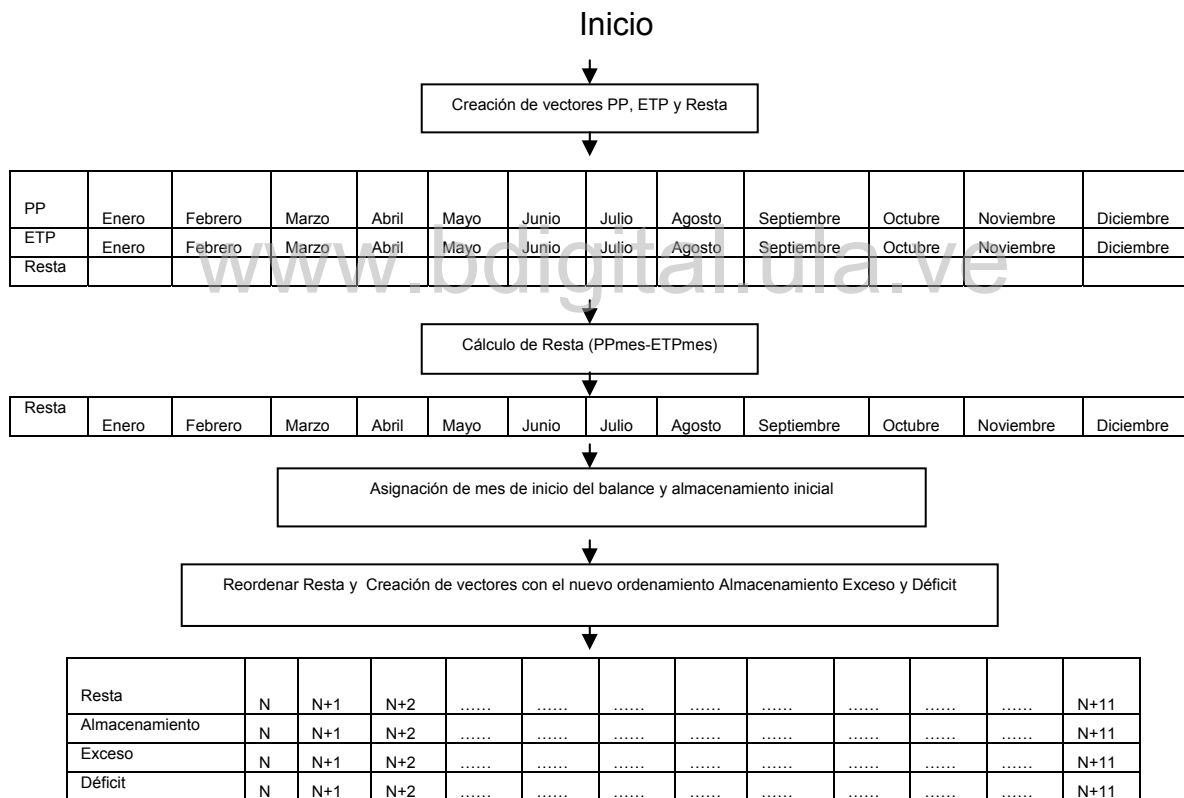 Inicio
Creación de vectores PP, ETP y Resta
PP Enero Febrero Marzo Abril Mayo Junio Julio Agosto Septiembre Octubre Noviembre Diciembre
ETP Enero Febrero Marzo Abril Mayo Junio Julio Agosto Septiembre Octubre Noviembre Diciembre
Resta
www.bdigital.ula.ve
Cálculo de Resta (PPmes-ETPmes)
Resta Enero Febrero Marzo Abril Mayo Junio Julio Agosto Septiembre Octubre Noviembre Diciembre
Asignación de mes de inicio del balance y almacenamiento inicial
Reordenar Resta y Creación de vectores con el nuevo ordenamiento Almacenamiento Exceso y Déficit
Resta N N+1 N+2 …… …… …… …… …… …… …… …… N+11
Almacenamiento N N+1 N+2 …… …… …… …… …… …… …… …… N+11
Exceso N N+1 N+2 …… …… …… …… …… …… …… …… N+11
Déficit N N+1 N+2 …… …… …… …… …… …… …… …… N+11